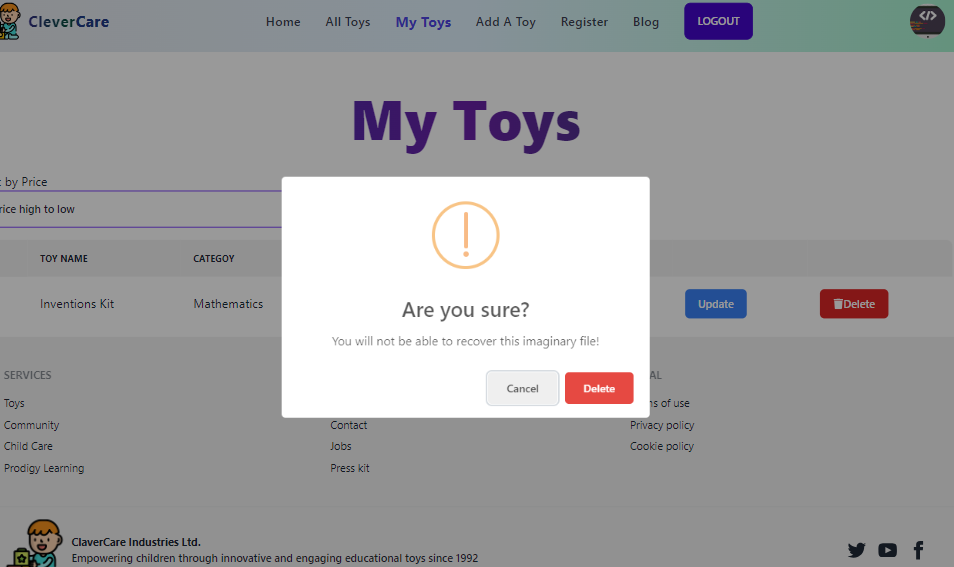 CleverCare Home All Toys My Toys Add A Toy Register Blog LOGOUT
My Toys
by Price
rice high to low
TOY NAME CATEGOY
Inventions Kit Mathematics Update Delete
Are you sure?
You will not be able to recover this imaginary file!
Cancel Delete
SERVICES AL
Toys of use
Community Contact Privacy policy
Child Care Jobs Cookie policy
Prodigy Learning Press kit
ClaverCare Industries Ltd.
Empowering children through innovative and engaging educational toys since 1992